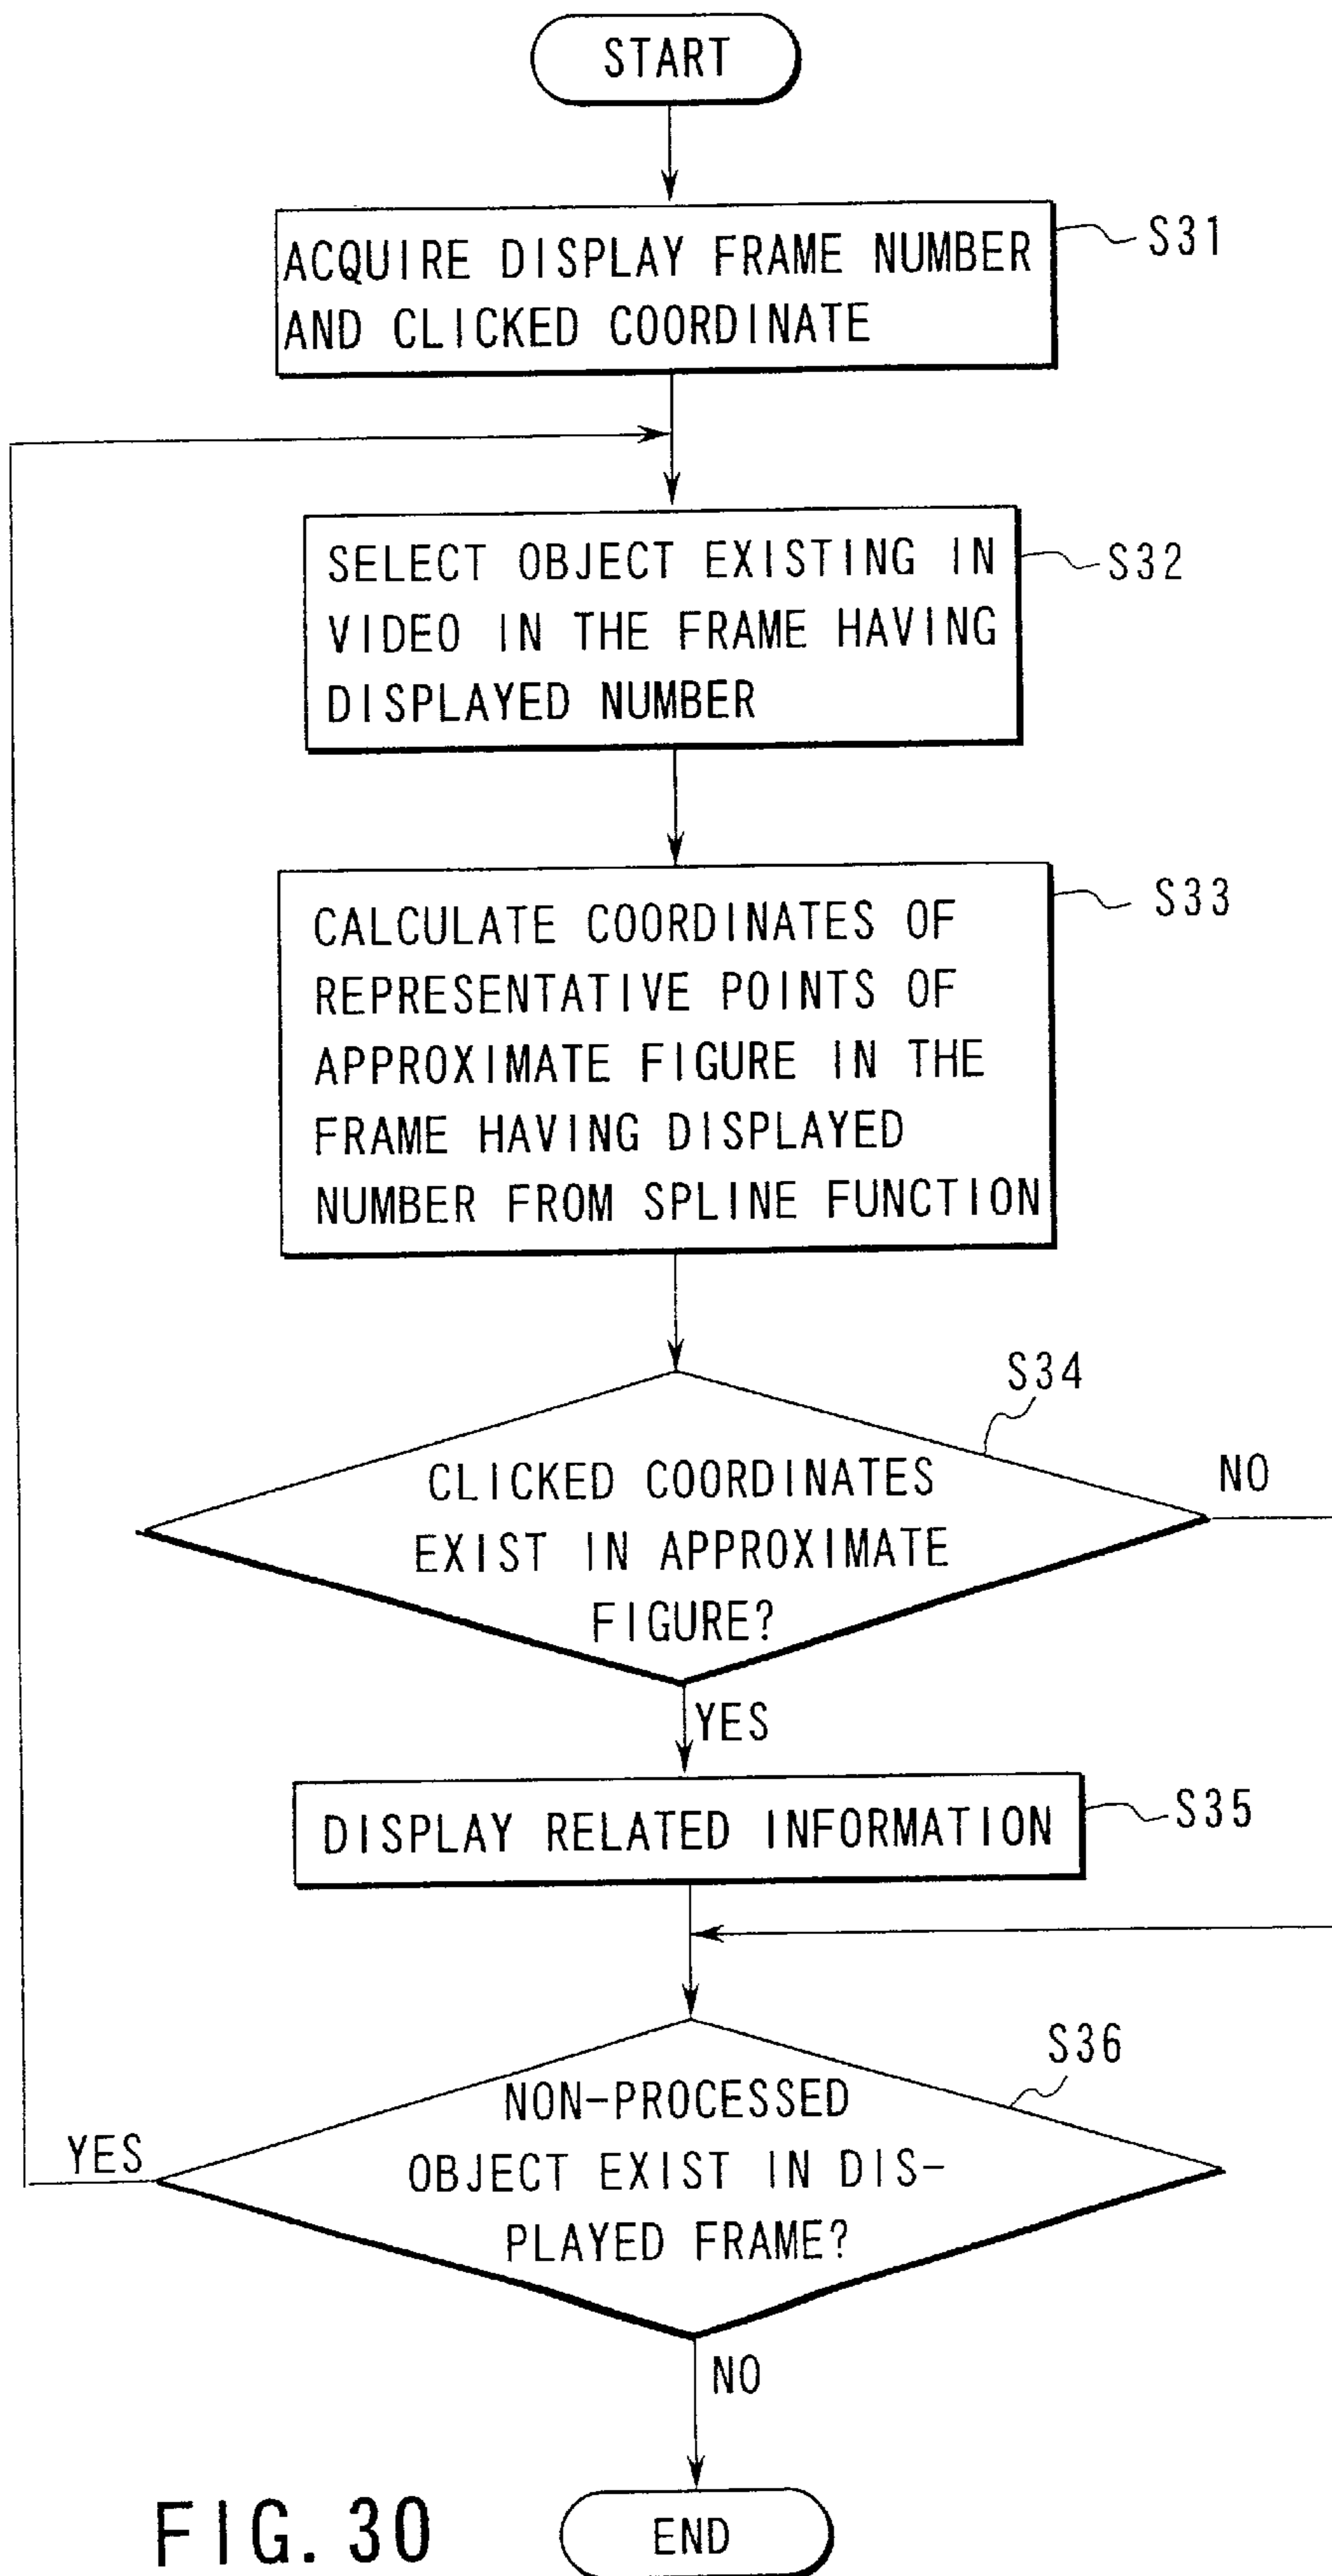 START
ACQUIRE DISPLAY FRAME NUMBER
AND CLICKED COORDINATE
S31
SELECT OBJECT EXISTING IN
VIDEO IN THE FRAME HAVING
DISPLAYED NUMBER
S32
CALCULATE COORDINATES OF
REPRESENTATIVE POINTS OF
APPROXIMATE FIGURE IN THE
FRAME HAVING DISPLAYED
NUMBER FROM SPLINE FUNCTION
S33
S34
CLICKED COORDINATES
EXIST IN APPROXIMATE
FIGURE?
NO
YES
DISPLAY RELATED INFORMATION
S35
S36
NON-PROCESSED
OBJECT EXIST IN DIS-
PLAYED FRAME?
YES
NO
END
FIG. 30